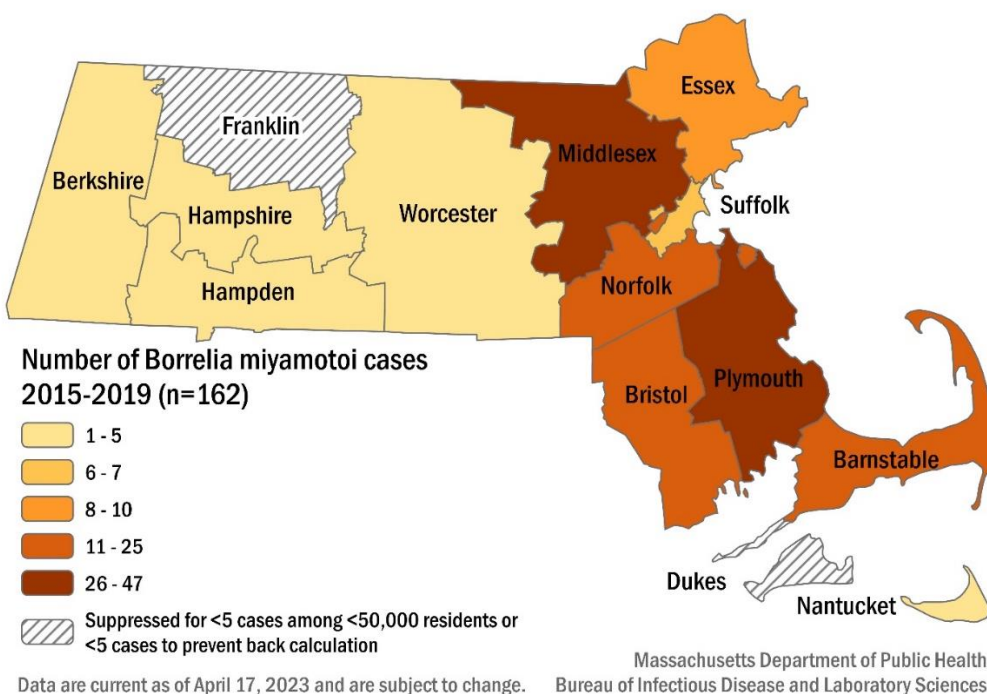 Essex
Franklin
Middlesex
Berkshire
Suffolk
Hampshire
Worcester
Hampden
Norfolk
Number of Borrelia miyamotoi cases
2015-2019 (n=162)
Plymouth
Bristol
1 - 5
6 - 7
Barnstable
8 - 10
11 - 25
26 - 47
Dukes
Nantucket
Suppressed for <5 cases among <50,000 residents or
<5 cases to prevent back calculation
Massachusetts Department of Public Health
Data are current as of April 17, 2023 and are subject to change.
Bureau of Infectious Disease and Laboratory Sciences